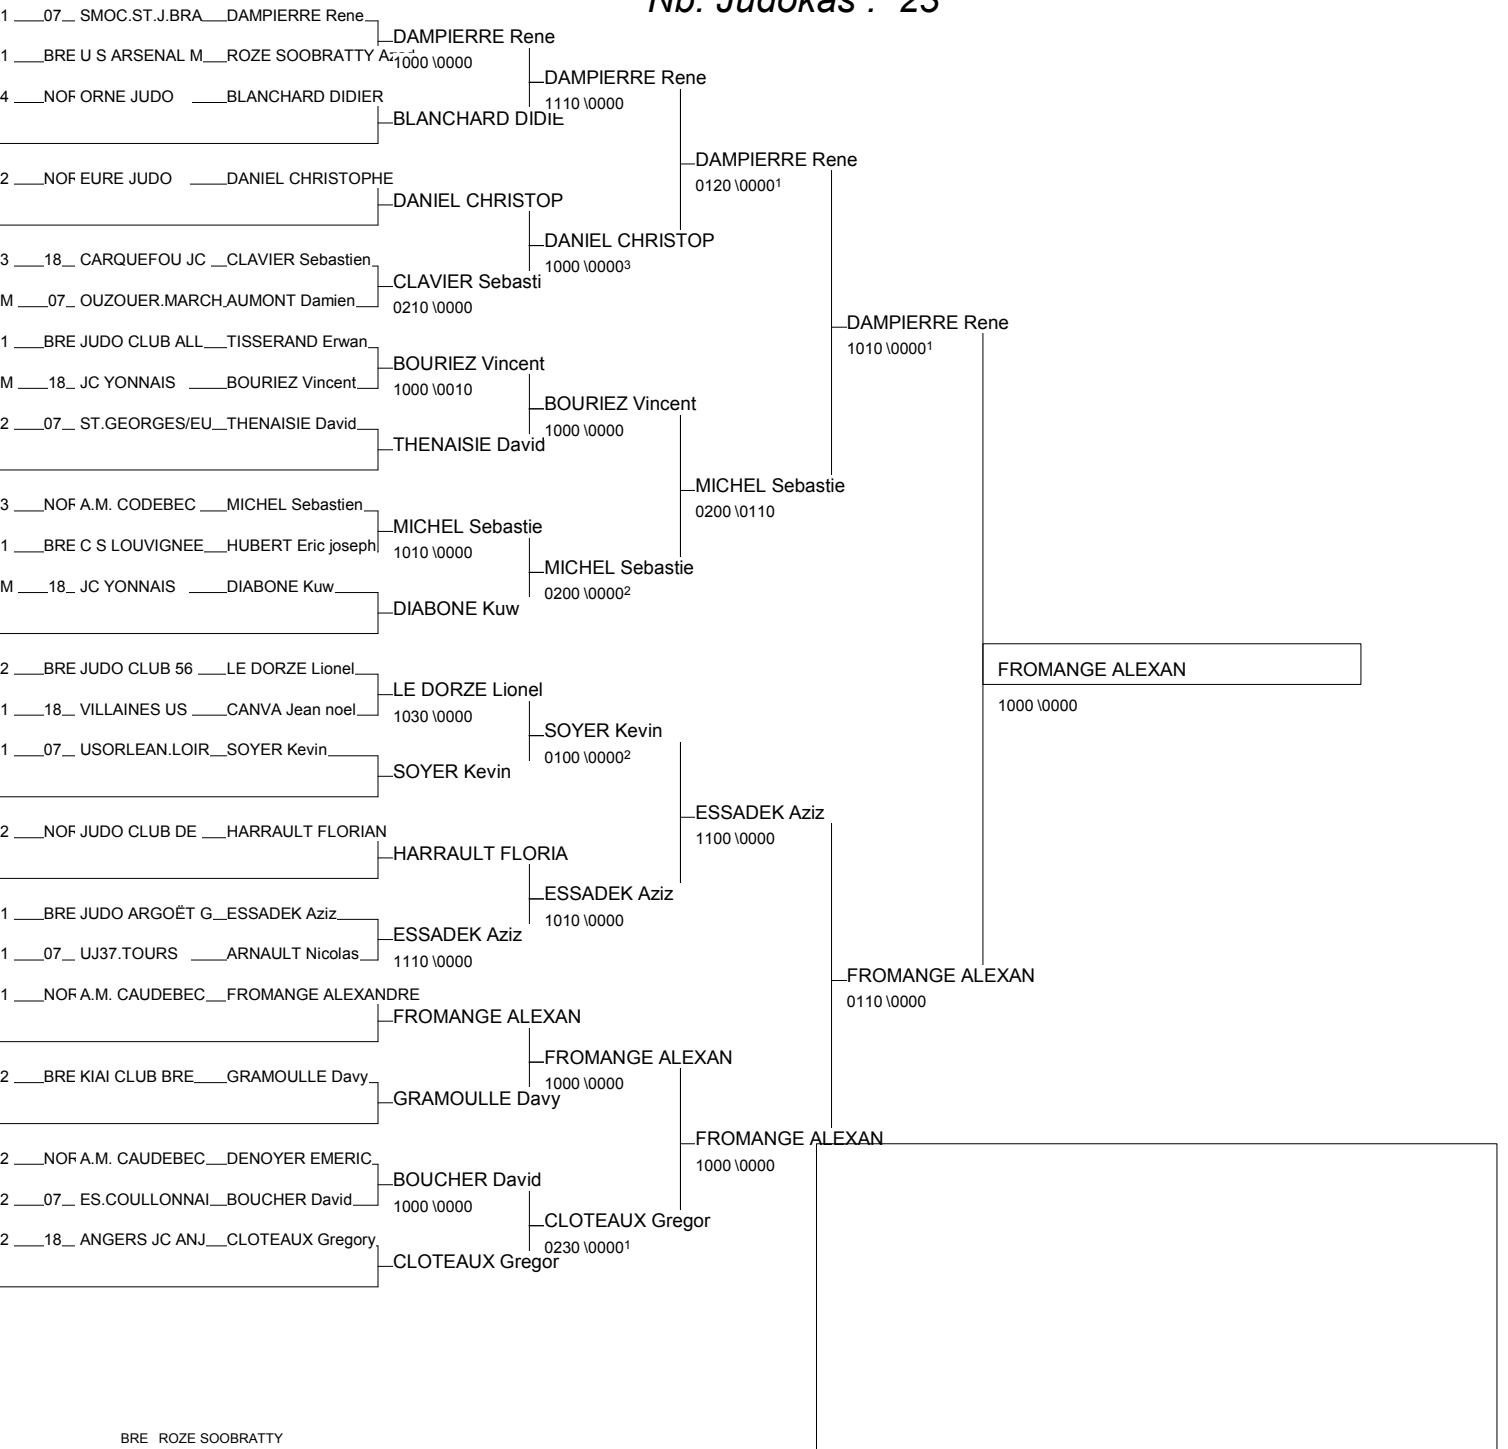 Nb. Judokas : 23
1 07 SMOC.ST.J.BRA DAMPIERRE Rene
DAMPIERRE Rene
1 BRE U S ARSENAL M ROZE SOOBRATTY
1000 \0000
DAMPIERRE Rene
4 NOR ORNE JUDO BLANCHARD DIDIER
1110 \0000
BLANCHARD DIDIE
DAMPIERRE Rene
2 NOR EURE JUDO DANIEL CHRISTOPHE
0120 \0000¹
DANIEL CHRISTOP
DANIEL CHRISTOP
3 18 CARQUEFOU JC CLAVIER Sebastien
1000 \0000³
CLAVIER Sebasti
M 07 OUZOUER.MARCH AUMONT Damien
0210 \0000
DAMPIERRE Rene
1 BRE JUDO CLUB ALL TISSERAND Erwan
1010 \0000¹
BOURIEZ Vincent
M 18 JC YONNAIS BOURIEZ Vincent
1000 \0010
BOURIEZ Vincent
2 07 ST.GEORGES/EU THENAISIE David
1000 \0000
THENAISIE David
MICHEL Sebastie
3 NOR A.M. CODEBEC MICHEL Sebastien
0200 \0110
MICHEL Sebastie
1 BRE C S LOUVIGNEE HUBERT Eric joseph
1010 \0000
MICHEL Sebastie
M 18 JC YONNAIS DIABONE Kuw
0200 \0000²
DIABONE Kuw
2 BRE JUDO CLUB 56 LE DORZE Lionel
FROMANGE ALEXAN
LE DORZE Lionel
1 18 VILLAINES US CANVA Jean noel
1000 \0000
1030 \0000
SOYER Kevin
1 07 USORLEAN.LOIR SOYER Kevin
0100 \0000²
SOYER Kevin
ESSADEK Aziz
2 NOR JUDO CLUB DE HARRAULT FLORIAN
1100 \0000
HARRAULT FLORIA
ESSADEK Aziz
1 BRE JUDO ARGOËT G ESSADEK Aziz
1010 \0000
ESSADEK Aziz
1 07 UJ37.TOURS ARNAULT Nicolas
1110 \0000
FROMANGE ALEXAN
1 NOR A.M. CAUDEBEC FROMANGE ALEXANDRE
0110 \0000
FROMANGE ALEXAN
FROMANGE ALEXAN
2 BRE KIAI CLUB BRE GRAMOULLE Davy
1000 \0000
GRAMOULLE Davy
FROMANGE ALEXAN
2 NOR A.M. CAUDEBEC DENOYER EMERIC
1000 \0000
BOUCHER David
2 07 ES.COULLONNAI BOUCHER David
1000 \0000
CLOTEAUX Gregor
2 18 ANGERS JC ANJ CLOTEAUX Gregory
0230 \0000¹
CLOTEAUX Gregor
BRE ROZE SOOBRATTY